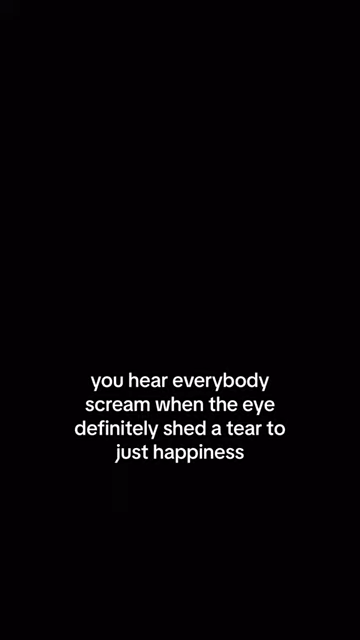 you hear everybody
scream when the eye
definitely shed a tear to
just happiness